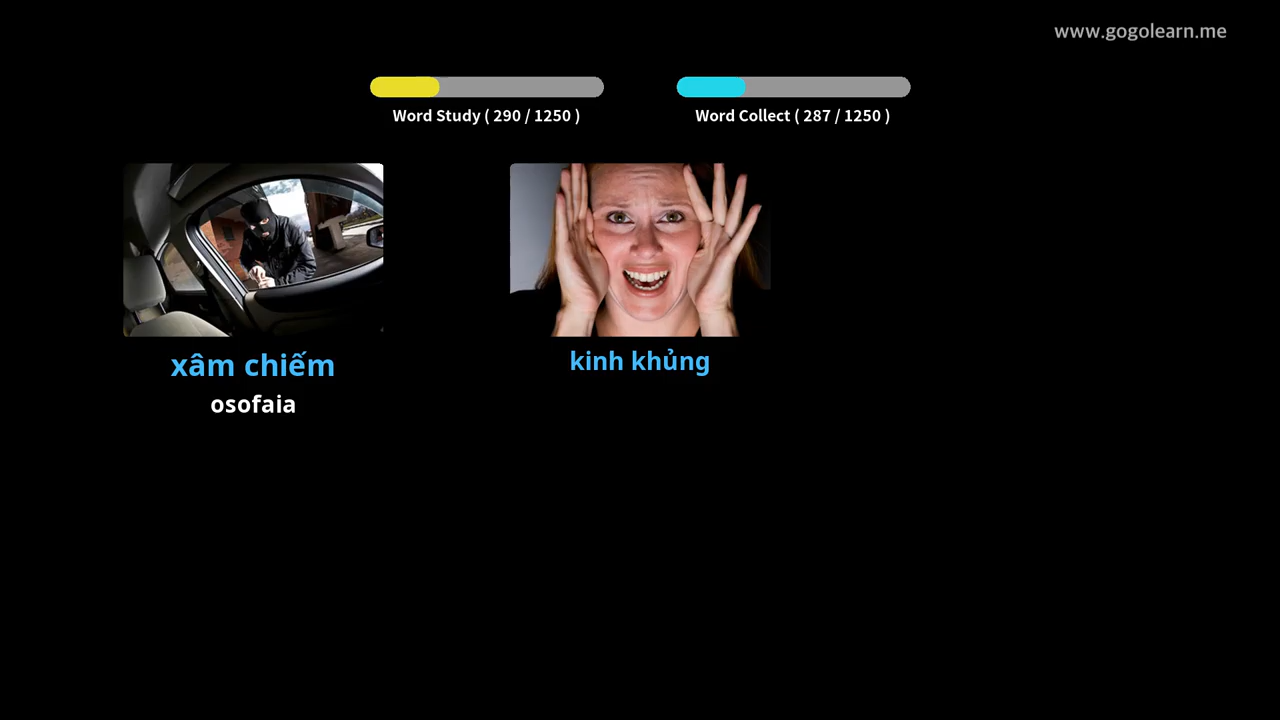 www.gogolearn.me
Word Study ( 290 / 1250 )
Word Collect ( 287 / 1250 )
xâm chiếm
osofaia
kinh khủng